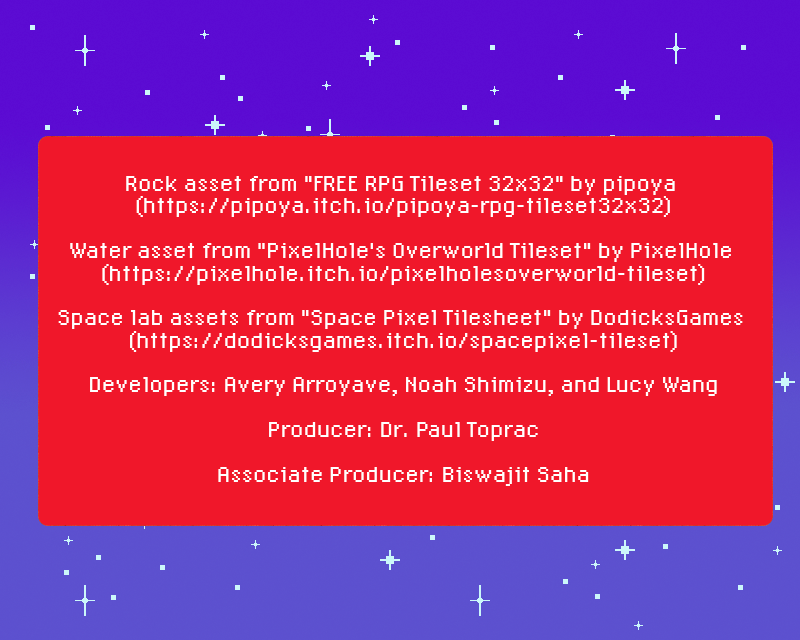 Rock asset from "FREE RPG Tileset 32x32" by pipoya
(https://pipoya.itch.io/pipoya-rpg-tileset32x32)
Water asset from "PixelHole's Overworld Tileset" by PixelHole
(https://pixelhole.itch.io/pixelholesoverworld-tileset)
Space lab assets from "Space Pixel Tilesheet" by DodicksGames
(https://dodicksgames.itch.io/spacepixel-tileset)
Developers: Avery Arroyave, Noah Shimizu, and Lucy Wang
Producer: Dr. Paul Toprac
Associate Producer: Biswajit Saha